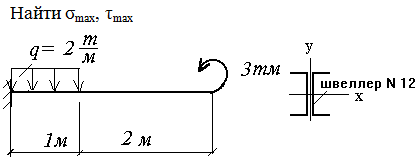 Найти σmax, τmax
q = 2 т/м
3тм
y
швеллер N 12
x
1м
2 м